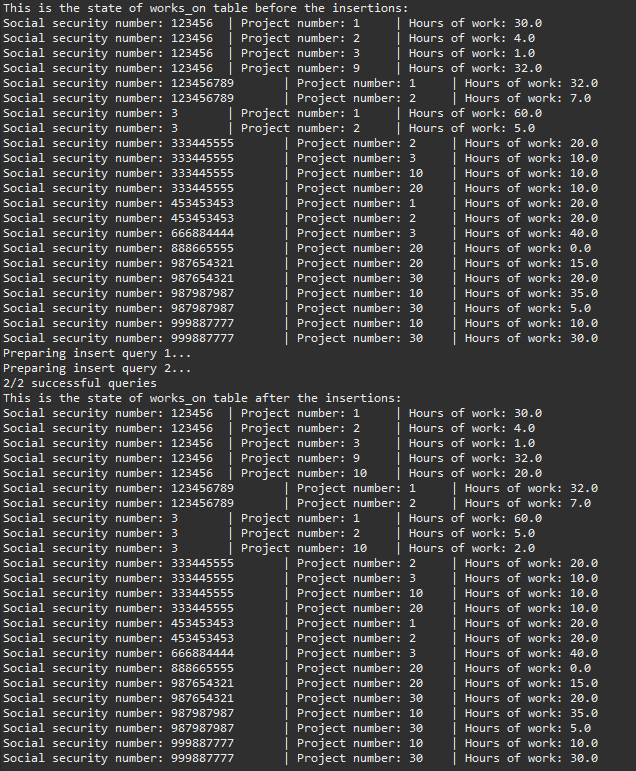 This is the state of works_on table before the insertions:
Social security number: 123456 | Project number: 1 | Hours of work: 30.0
Social security number: 123456 | Project number: 2 | Hours of work: 4.0
Social security number: 123456 | Project number: 3 | Hours of work: 1.0
Social security number: 123456 | Project number: 9 | Hours of work: 32.0
Social security number: 123456789 | Project number: 1 | Hours of work: 32.0
Social security number: 123456789 | Project number: 2 | Hours of work: 7.0
Social security number: 3 | Project number: 1 | Hours of work: 60.0
Social security number: 3 | Project number: 2 | Hours of work: 5.0
Social security number: 333445555 | Project number: 2 | Hours of work: 20.0
Social security number: 333445555 | Project number: 3 | Hours of work: 10.0
Social security number: 333445555 | Project number: 10 | Hours of work: 10.0
Social security number: 333445555 | Project number: 20 | Hours of work: 10.0
Social security number: 453453453 | Project number: 1 | Hours of work: 20.0
Social security number: 453453453 | Project number: 2 | Hours of work: 20.0
Social security number: 666884444 | Project number: 3 | Hours of work: 40.0
Social security number: 888665555 | Project number: 20 | Hours of work: 0.0
Social security number: 987654321 | Project number: 20 | Hours of work: 15.0
Social security number: 987654321 | Project number: 30 | Hours of work: 20.0
Social security number: 987987987 | Project number: 10 | Hours of work: 35.0
Social security number: 987987987 | Project number: 30 | Hours of work: 5.0
Social security number: 999887777 | Project number: 10 | Hours of work: 10.0
Social security number: 999887777 | Project number: 30 | Hours of work: 30.0
Preparing insert query 1...
Preparing insert query 2...
2/2 successful queries
This is the state of works_on table after the insertions:
Social security number: 123456 | Project number: 1 | Hours of work: 30.0
Social security number: 123456 | Project number: 2 | Hours of work: 4.0
Social security number: 123456 | Project number: 3 | Hours of work: 1.0
Social security number: 123456 | Project number: 9 | Hours of work: 32.0
Social security number: 123456 | Project number: 10 | Hours of work: 20.0
Social security number: 123456789 | Project number: 1 | Hours of work: 32.0
Social security number: 123456789 | Project number: 2 | Hours of work: 7.0
Social security number: 3 | Project number: 1 | Hours of work: 60.0
Social security number: 3 | Project number: 2 | Hours of work: 5.0
Social security number: 3 | Project number: 10 | Hours of work: 2.0
Social security number: 333445555 | Project number: 2 | Hours of work: 20.0
Social security number: 333445555 | Project number: 3 | Hours of work: 10.0
Social security number: 333445555 | Project number: 10 | Hours of work: 10.0
Social security number: 333445555 | Project number: 20 | Hours of work: 10.0
Social security number: 453453453 | Project number: 1 | Hours of work: 20.0
Social security number: 453453453 | Project number: 2 | Hours of work: 20.0
Social security number: 666884444 | Project number: 3 | Hours of work: 40.0
Social security number: 888665555 | Project number: 20 | Hours of work: 0.0
Social security number: 987654321 | Project number: 20 | Hours of work: 15.0
Social security number: 987654321 | Project number: 30 | Hours of work: 20.0
Social security number: 987987987 | Project number: 10 | Hours of work: 35.0
Social security number: 987987987 | Project number: 30 | Hours of work: 5.0
Social security number: 999887777 | Project number: 10 | Hours of work: 10.0
Social security number: 999887777 | Project number: 30 | Hours of work: 30.0